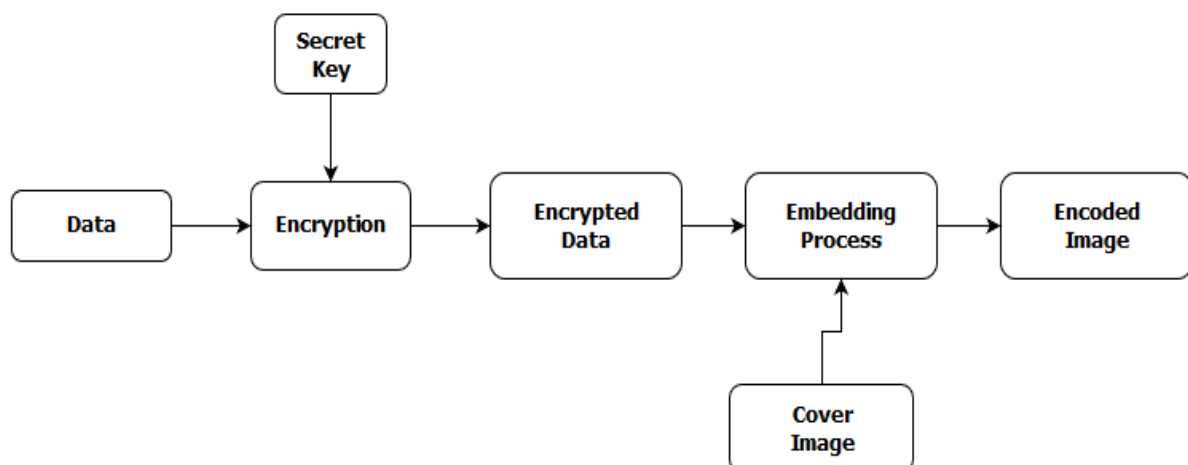 Secret
Key
Data
Encryption
Encrypted
Data
Embedding
Process
Encoded
Image
Cover
Image